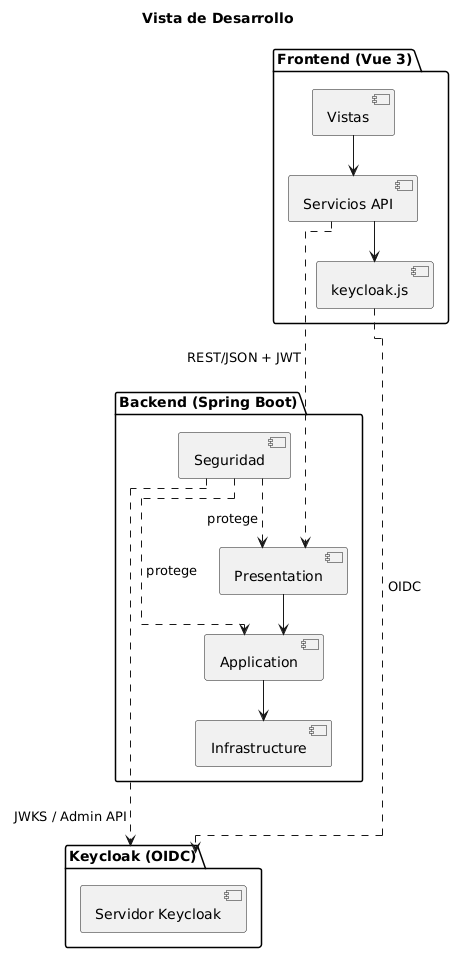 Vista de Desarrollo
Frontend (Vue 3)
Vistas
Servicios API
keycloak.js
REST/JSON + JWT
Backend (Spring Boot)
Seguridad
protege
Presentation
protege
OIDC
Application
Infrastructure
JWKS / Admin API
Keycloak (OIDC)
Servidor Keycloak